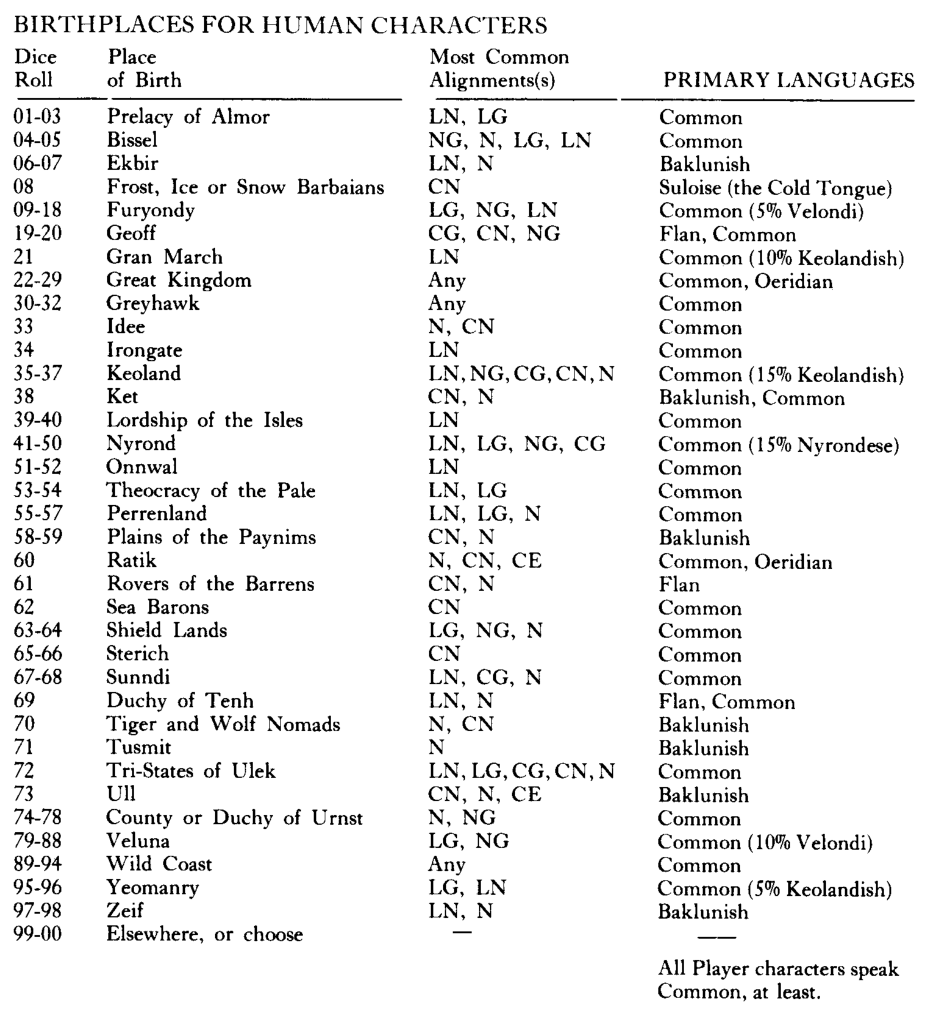 BIRTHPLACES FOR HUMAN CHARACTERS
Dice Place Most Common
Roll of Birth Alignments(s) PRIMARY LANGUAGES
01-03 Prelacy of Almor LN, LG Common
04-05 Bissel NG, N, LG, LN Common
06-07 Ekbir LN, N Baklunish
08 Frost, Ice or Snow Barbaians CN Suloise (the Cold Tongue)
09-18 Furyondy LG, NG, LN Common (5% Velondi)
19-20 Geoff CG, CN, NG Flan, Common
21 Gran March LN Common (10% Keolandish)
22-29 Great Kingdom Any Common, Oeridian
30-32 Greyhawk Any Common
33 Idee N, CN Common
34 Irongate LN Common
35-37 Keoland LN, NG, CG, CN, N Common (15% Keolandish)
38 Ket CN, N Baklunish, Common
39-40 Lordship of the Isles LN Common
41-50 Nyrond LN, LG, NG, CG Common (15% Nyrondese)
51-52 Onnwal LN Common
53-54 Theocracy of the Pale LN, LG Common
55-57 Perrenland LN, LG, N Common
58-59 Plains of the Paynims CN, N Baklunish
60 Ratik N, CN, CE Common, Oeridian
61 Rovers of the Barrens CN, N Flan
62 Sea Barons CN Common
63-64 Shield Lands LG, NG, N Common
65-66 Sterich CN Common
67-68 Sunndi LN, CG, N Common
69 Duchy of Tenh LN, N Flan, Common
70 Tiger and Wolf Nomads N, CN Baklunish
71 Tusmit N Baklunish
72 Tri-States of Ulek LN, LG, CG, CN, N Common
73 Ull CN, N, CE Baklunish
74-78 County or Duchy of Urnst N, NG Common
79-88 Veluna LG, NG Common (10% Velondi)
89-94 Wild Coast Any Common
95-96 Yeomanry LG, LN Common (5% Keolandish)
97-98 Zeif LN, N Baklunish
99-00 Elsewhere, or choose — ——
All Player characters speak
Common, at least.